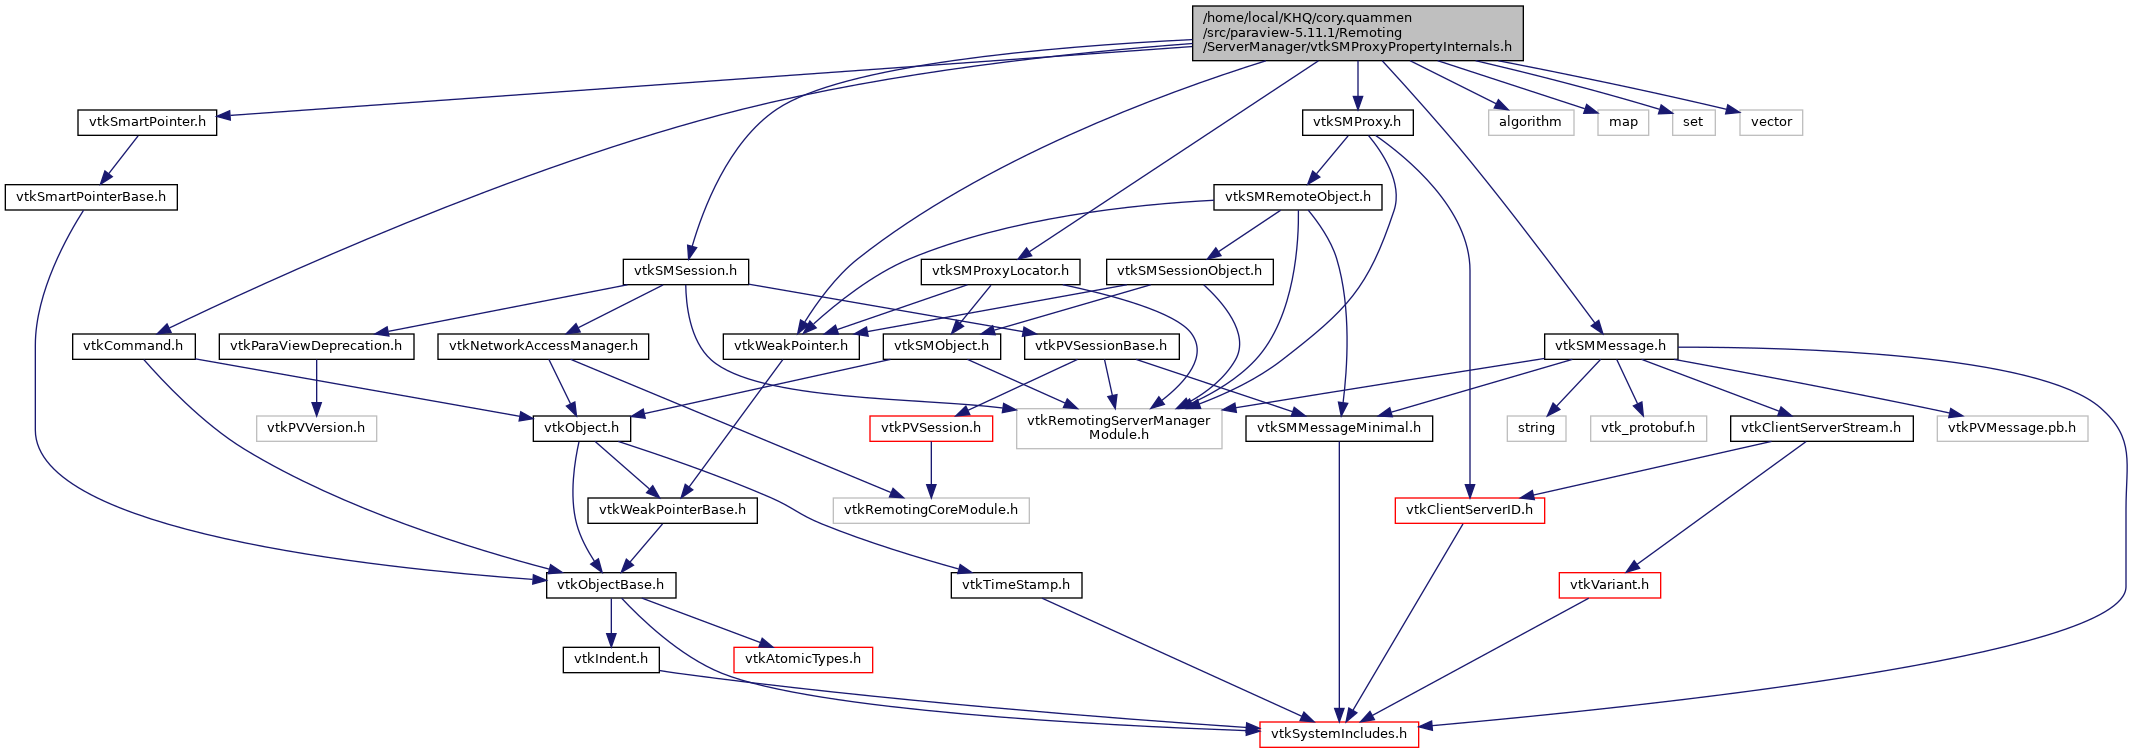 /home/local/KHQ/cory.quammen
/src/paraview-5.11.1/Remoting
/ServerManager/vtkSMProxyPropertyInternals.h
vtkSmartPointer.h
vtkSMProxy.h
algorithm
map
set
vector
vtkSmartPointerBase.h
vtkSMRemoteObject.h
vtkSMSession.h
vtkSMProxyLocator.h
vtkSMSessionObject.h
vtkCommand.h
vtkParaViewDeprecation.h
vtkNetworkAccessManager.h
vtkWeakPointer.h
vtkSMObject.h
vtkPVSessionBase.h
vtkSMMessage.h
vtkPVVersion.h
vtkObject.h
vtkPVSession.h
vtkRemotingServerManager
Module.h
vtkSMMessageMinimal.h
string
vtk_protobuf.h
vtkClientServerStream.h
vtkPVMessage.pb.h
vtkWeakPointerBase.h
vtkRemotingCoreModule.h
vtkClientServerID.h
vtkObjectBase.h
vtkTimeStamp.h
vtkVariant.h
vtkIndent.h
vtkAtomicTypes.h
vtkSystemIncludes.h